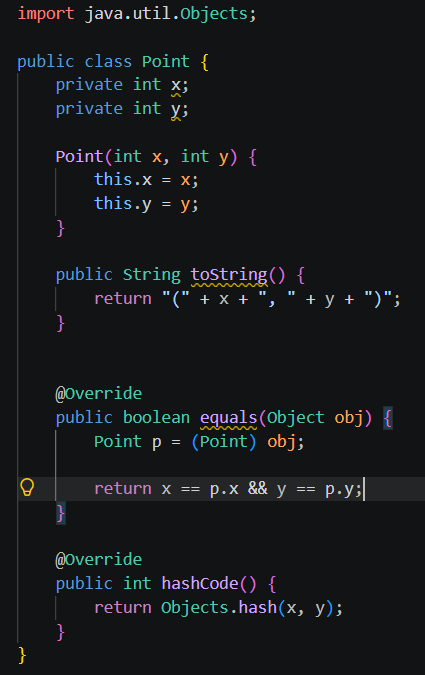 import java.util.Objects;
public class Point {
    private int x;
    private int y;
    Point(int x, int y) {
        this.x = x;
        this.y = y;
    }
    public String toString() {
        return "(" + x + ", " + y + ")";
    }
    @Override
    public boolean equals(Object obj) {
        Point p = (Point) obj;
        return x == p.x && y == p.y;
    }
    @Override
    public int hashCode() {
        return Objects.hash(x, y);
    }
}